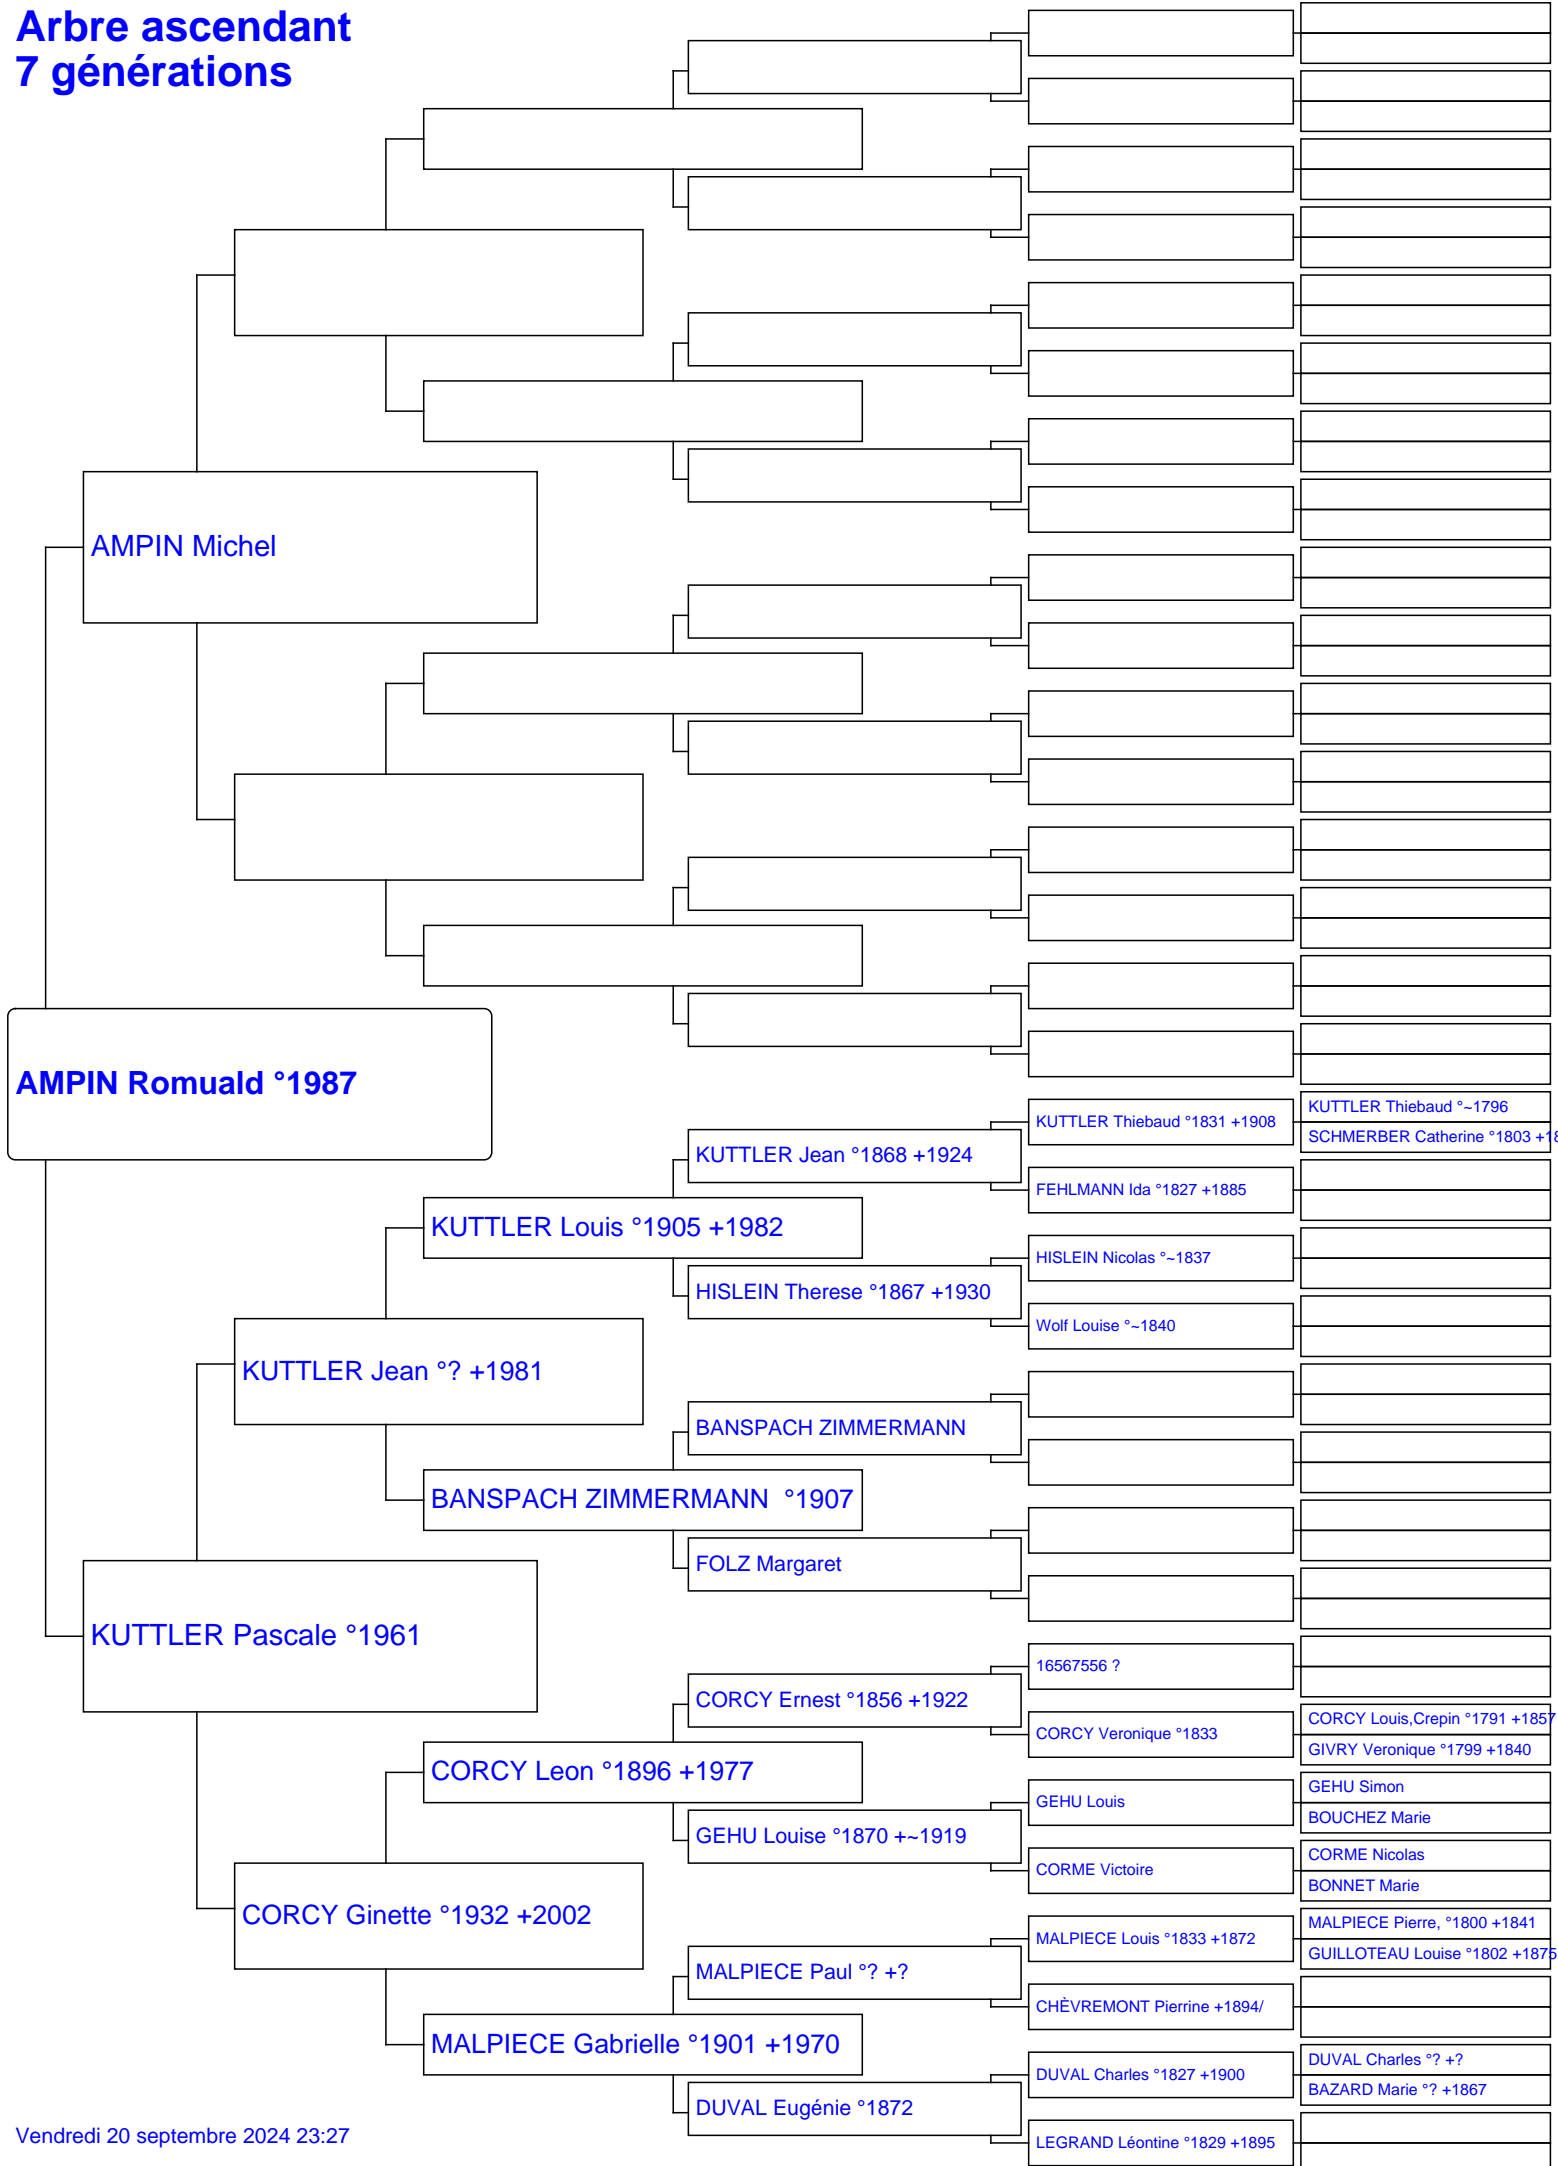 Arbre ascendant
7 générations
AMPIN Michel
AMPIN Romuald °1987
KUTTLER Thiebaud °~1796
KUTTLER Thiebaud °1831 +1908
SCHMERBER Catherine °1803 +18
KUTTLER Jean °1868 +1924
FEHLMANN Ida °1827 +1885
KUTTLER Louis °1905 +1982
HISLEIN Nicolas °~1837
HISLEIN Therese °1867 +1930
Wolf Louise °~1840
KUTTLER Jean °? +1981
BANSPACH ZIMMERMANN
BANSPACH ZIMMERMANN °1907
FOLZ Margaret
KUTTLER Pascale °1961
16567556 ?
CORCY Ernest °1856 +1922
CORCY Louis,Crepin °1791 +1857
CORCY Veronique °1833
GIVRY Veronique °1799 +1840
CORCY Leon °1896 +1977
GEHU Simon
GEHU Louis
BOUCHEZ Marie
GEHU Louise °1870 +~1919
CORME Nicolas
CORME Victoire
BONNET Marie
CORCY Ginette °1932 +2002
MALPIECE Pierre, °1800 +1841
MALPIECE Louis °1833 +1872
GUILLOTEAU Louise °1802 +1875
MALPIECE Paul °? +?
CHÈVREMONT Pierrine +1894/
MALPIECE Gabrielle °1901 +1970
DUVAL Charles °? +?
DUVAL Charles °1827 +1900
BAZARD Marie °? +1867
DUVAL Eugénie °1872
LEGRAND Léontine °1829 +1895
Vendredi 20 septembre 2024 23:27